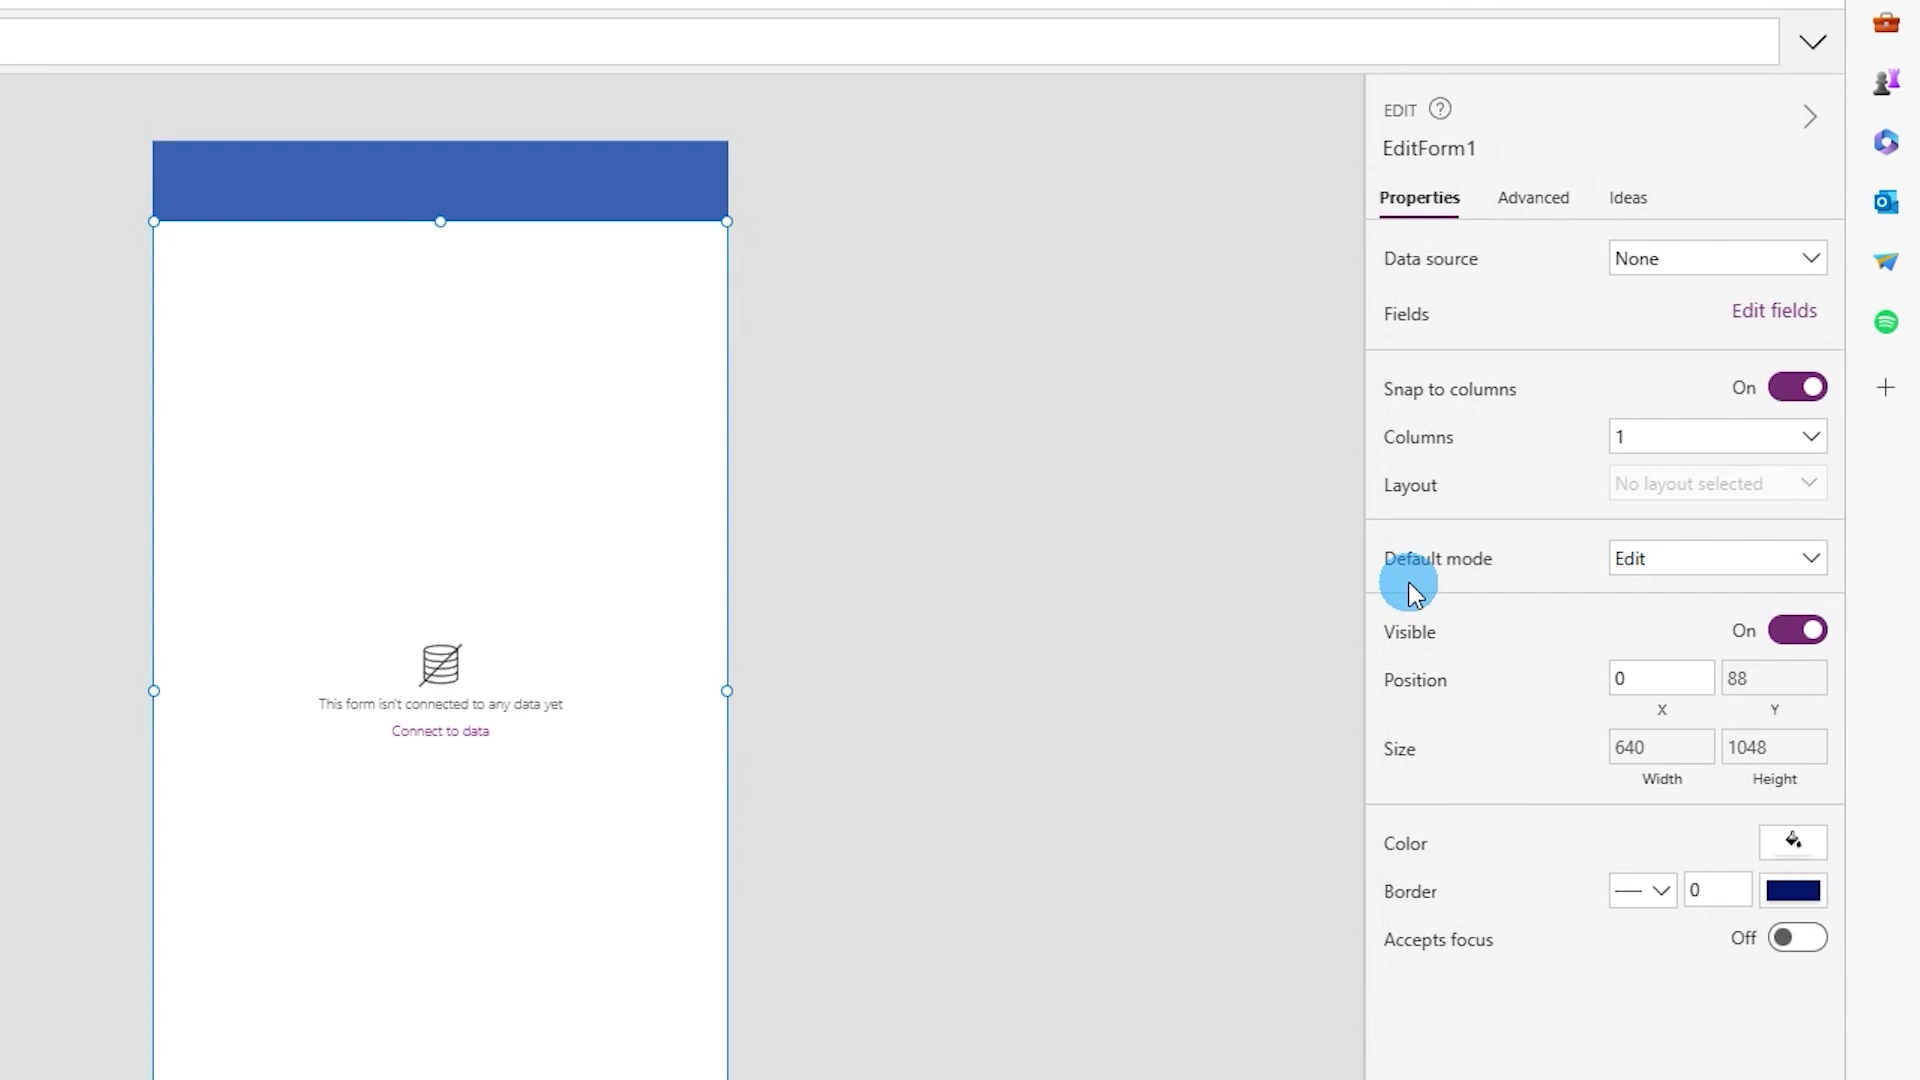 EDIT ?
EditForm1
Properties Advanced Ideas
Data source None
Fields Edit fields
Snap to columns On
Columns 1
Layout No layout selected
Default mode Edit
Visible On
Position 0 88
X Y
Size 640 1048
Width Height
Color
Border 0
Accepts focus Off
This form isn't connected to any data yet
Connect to data